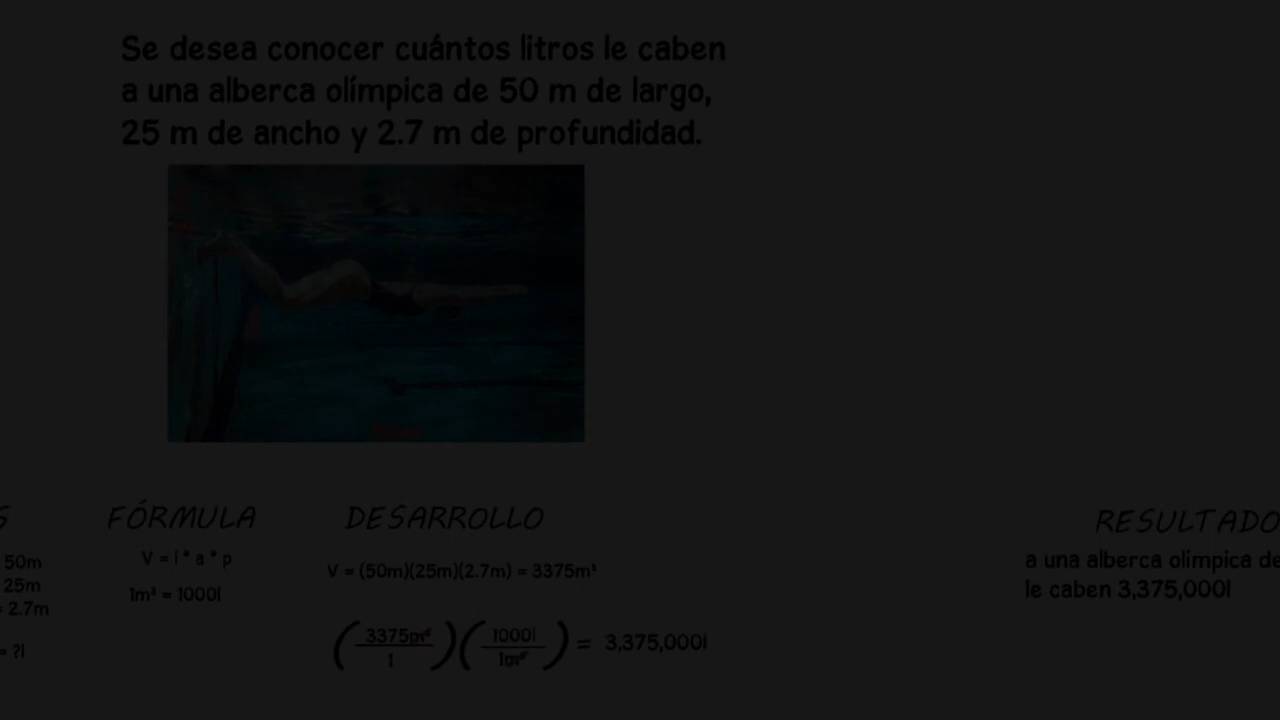 Se desea conocer cuántos litros le caben
a una alberca olímpica de 50 m de largo,
25 m de ancho y 2.7 m de profundidad.
S FÓRMULA DESARROLLO RESULTADO
50m V = l * a * p V = (50m)(25m)(2.7m) = 3375m³ a una alberca olimpica de
25m 1m³ = 1000l le caben 3,375,000l
= 2.7m
= ?l (3375m³/1)(1000l/1m³) = 3,375,000l